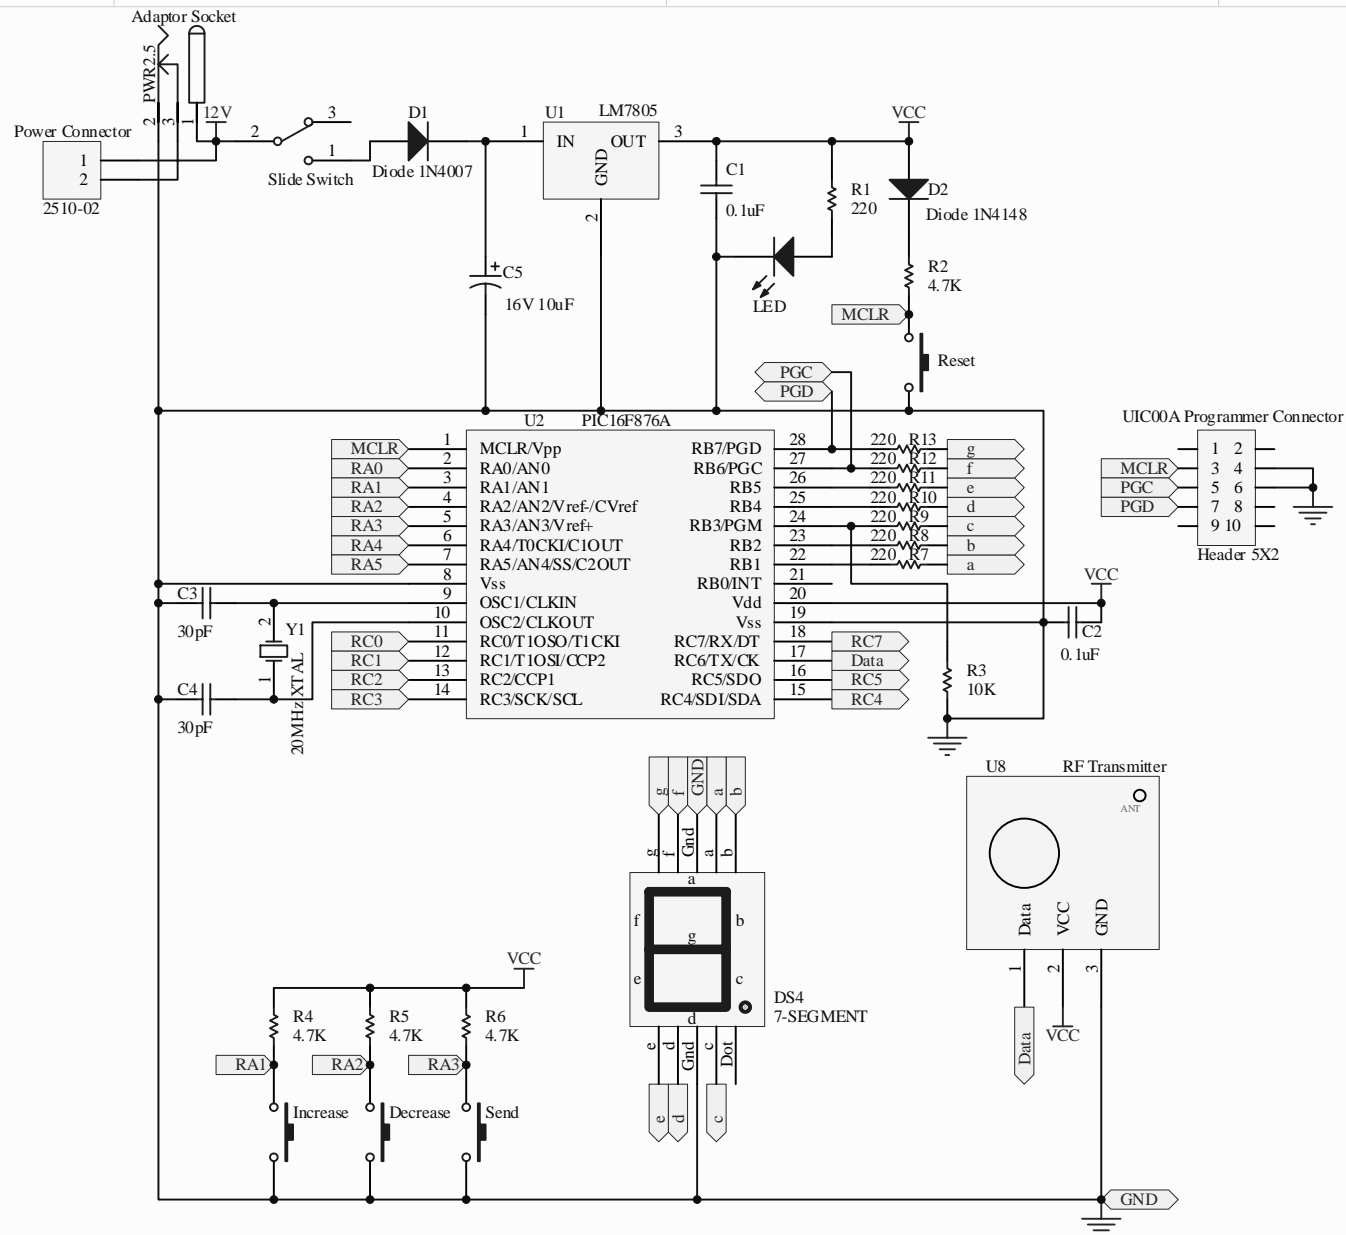 Adaptor Socket
PWR2.5
2
3
1
12V
Power Connector
1
2
2510-02
2
3
1
Slide Switch
D1
Diode 1N4007
1
U1
LM7805
IN
OUT
GND
3
2
C5
16V 10uF
C1
0.1uF
R1
220
LED
VCC
D2
Diode 1N4148
R2
4.7K
MCLR
Reset
PGC
PGD
U2
PIC16F876A
MCLR 1 MCLR/Vpp
RA0 2 RA0/AN0
RA1 3 RA1/AN1
RA2 4 RA2/AN2/Vref-/CVref
RA3 5 RA3/AN3/Vref+
RA4 6 RA4/T0CKI/C1OUT
RA5 7 RA5/AN4/SS/C2OUT
8 Vss
9 OSC1/CLKIN
10 OSC2/CLKOUT
RC0 11 RC0/T1OSO/T1CKI
RC1 12 RC1/T1OSI/CCP2
RC2 13 RC2/CCP1
RC3 14 RC3/SCK/SCL
RB7/PGD 28 220 R13 g
RB6/PGC 27 220 R12 f
RB5 26 220 R11 e
RB4 25 220 R10 d
RB3/PGM 24 220 R9 c
RB2 23 220 R8 b
RB1 22 220 R7 a
RB0/INT 21
Vdd 20
Vss 19
RC7/RX/DT 18 RC7
RC6/TX/CK 17 Data
RC5/SDO 16 RC5
RC4/SDI/SDA 15 RC4
C3
30pF
C4
30pF
2
Y1
1
20MHz XTAL
VCC
C2
0.1uF
R3
10K
UIC00A Programmer Connector
1 2
MCLR 3 4
PGC 5 6
PGD 7 8
9 10
Header 5X2
g f GND a b
g f Gnd a b
a
f
b
g
e
c
d
DS4
7-SEGMENT
e d Gnd c Dot
e d c
U8
RF Transmitter
ANT
Data
VCC
GND
1
2
3
Data
VCC
VCC
R4
4.7K
R5
4.7K
R6
4.7K
RA1
RA2
RA3
Increase
Decrease
Send
GND